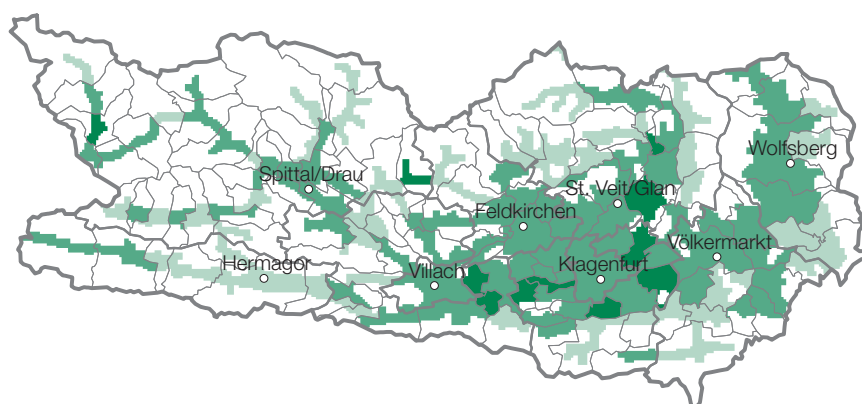 Wolfsberg
Spittal/Drau
St. Veit/Glan
Feldkirchen
Völkermarkt
Hermagor
Villach
Klagenfurt